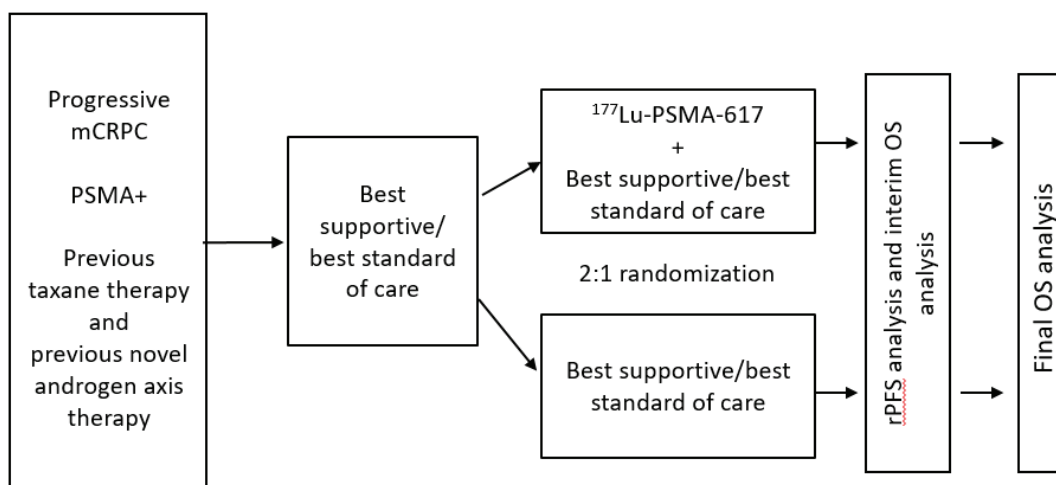 Progressive
mCRPC
PSMA+
Previous
taxane therapy
and
previous novel
androgen axis
therapy
Best
supportive/
best standard
of care
¹⁷⁷Lu-PSMA-617
+
Best supportive/best
standard of care
2:1 randomization
Best supportive/best
standard of care
rPFS analysis and interim OS
analysis
Final OS analysis